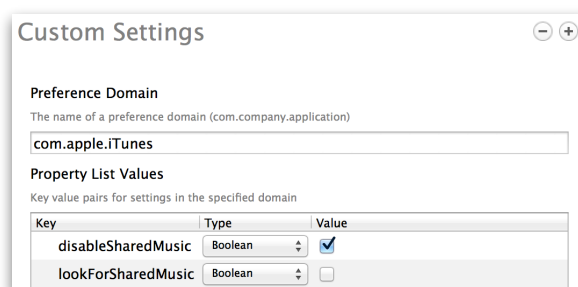 Custom Settings
Preference Domain
The name of a preference domain (com.company.application)
com.apple.iTunes
Property List Values
Key value pairs for settings in the specified domain
Key Type Value
disableSharedMusic Boolean
lookForSharedMusic Boolean